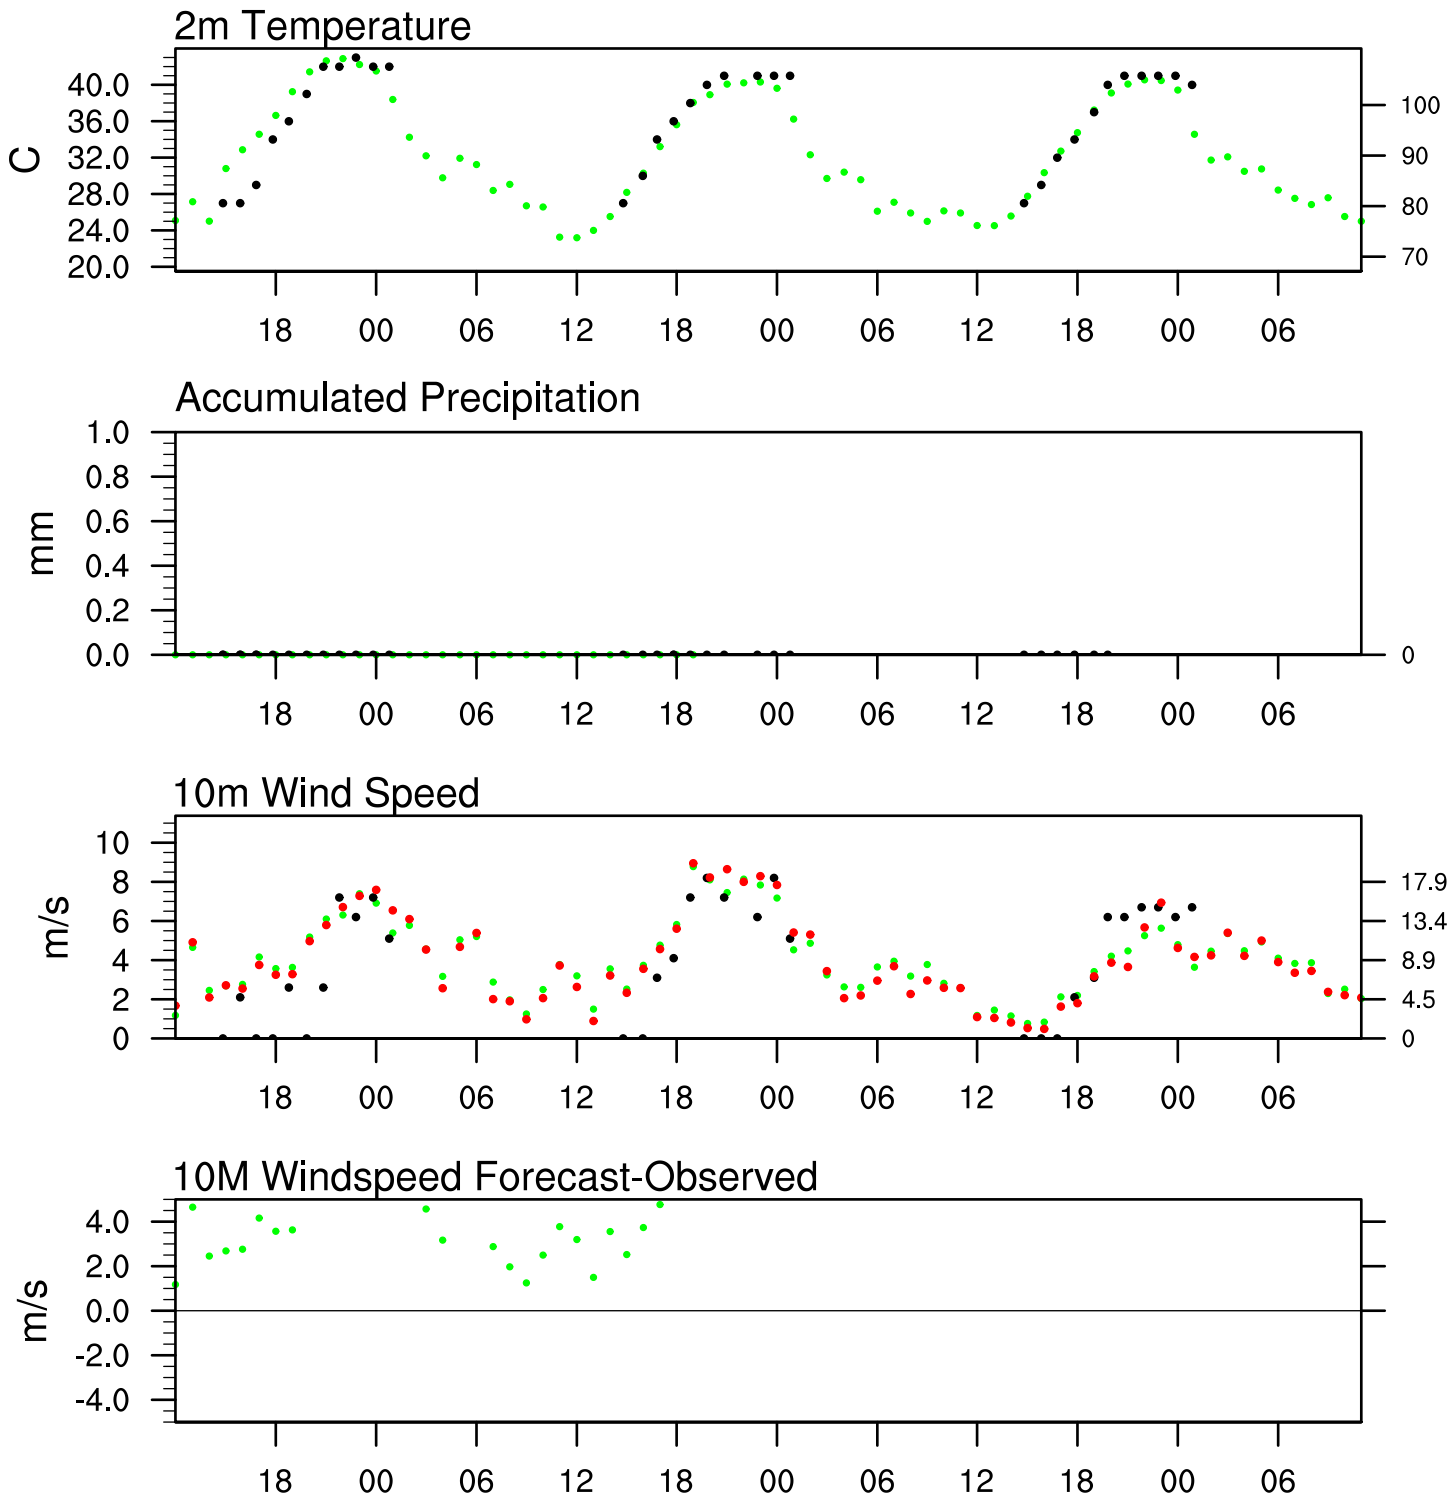 2m Temperature
40.0
36.0
32.0
28.0
24.0
20.0
C
100
90
80
70
18 00 06 12 18 00 06 12 18 00 06
Accumulated Precipitation
1.0
0.8
0.6
0.4
0.2
0.0
mm
0
18 00 06 12 18 00 06 12 18 00 06
10m Wind Speed
10
8
6
4
2
0
m/s
17.9
13.4
8.9
4.5
0
18 00 06 12 18 00 06 12 18 00 06
10M Windspeed Forecast-Observed
4.0
2.0
0.0
-2.0
-4.0
m/s
18 00 06 12 18 00 06 12 18 00 06